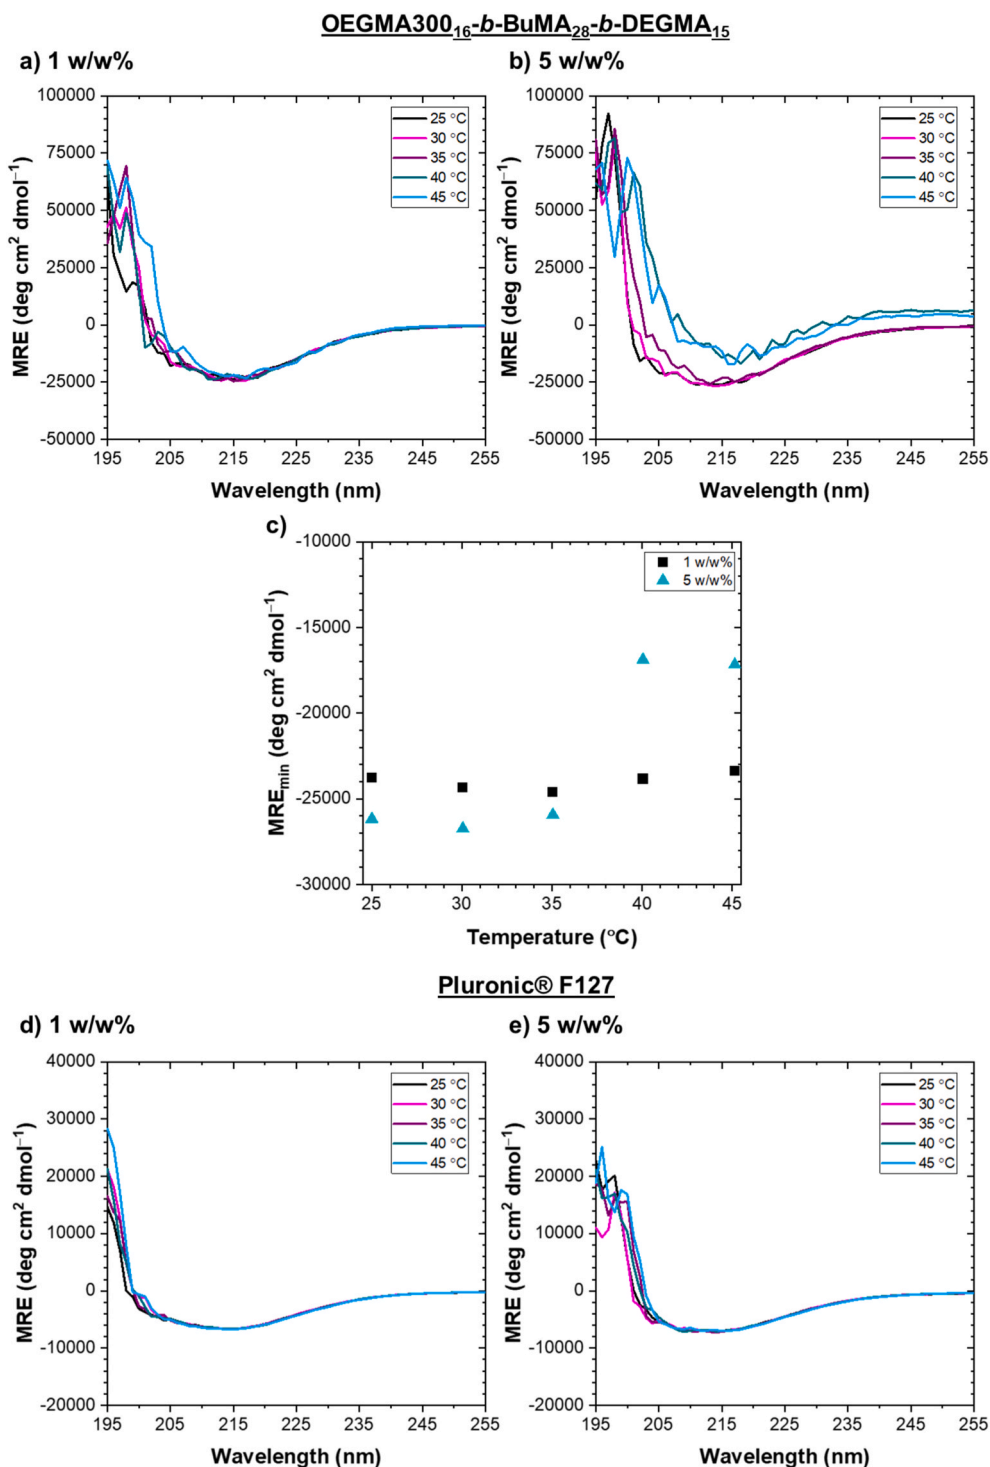 OEGMA300₁₆-b-BuMA₂₈-b-DEGMA₁₅
a) 1 w/w%
b) 5 w/w%
100000
75000
50000
25000
0
-25000
-50000
MRE (deg cm² dmol⁻¹)
25 °C
30 °C
35 °C
40 °C
45 °C
195 205 215 225 235 245 255
Wavelength (nm)
100000
75000
50000
25000
0
-25000
-50000
MRE (deg cm² dmol⁻¹)
25 °C
30 °C
35 °C
40 °C
45 °C
195 205 215 225 235 245 255
Wavelength (nm)
c)
-10000
-15000
-20000
-25000
-30000
MREmin (deg cm² dmol⁻¹)
1 w/w%
5 w/w%
25 30 35 40 45
Temperature (°C)
Pluronic® F127
d) 1 w/w%
e) 5 w/w%
40000
30000
20000
10000
0
-10000
-20000
MRE (deg cm² dmol⁻¹)
25 °C
30 °C
35 °C
40 °C
45 °C
195 205 215 225 235 245 255
Wavelength (nm)
40000
30000
20000
10000
0
-10000
-20000
MRE (deg cm² dmol⁻¹)
25 °C
30 °C
35 °C
40 °C
45 °C
195 205 215 225 235 245 255
Wavelength (nm)